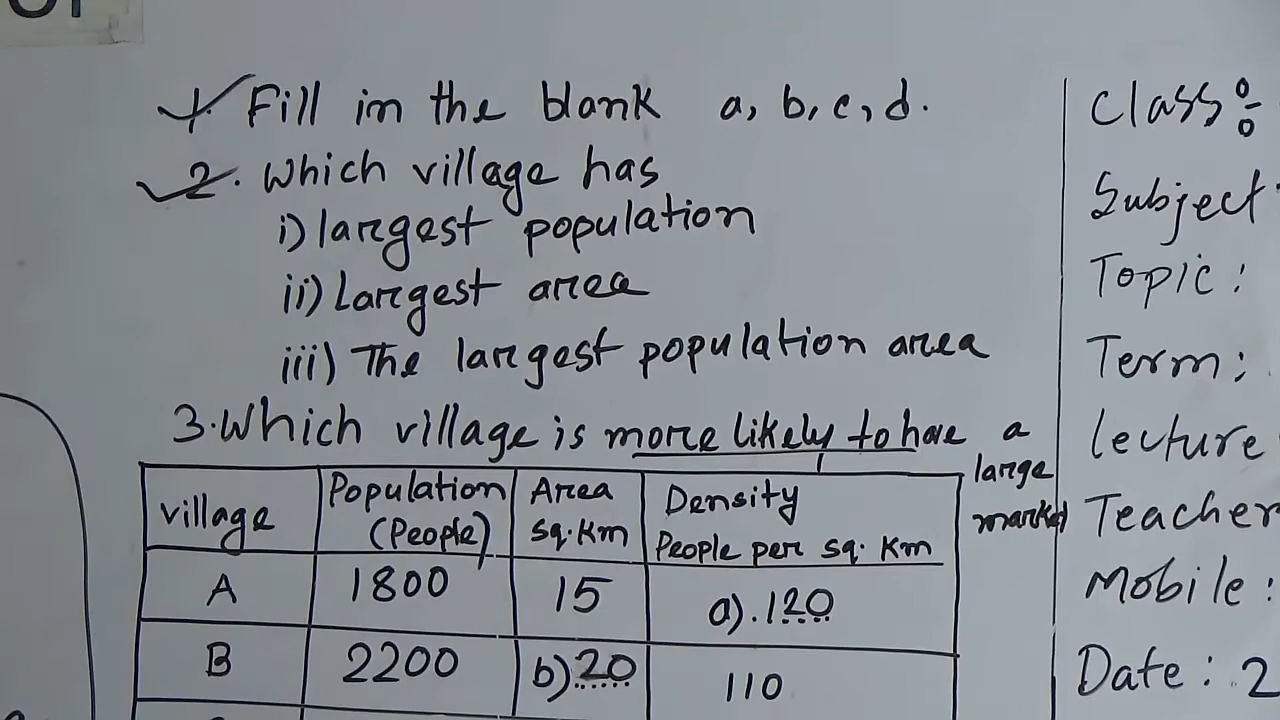 1. Fill in the blank a, b, c, d.
2. Which village has
i) largest population
ii) Largest area
iii) The largest population area
3. Which village is more likely to have a
large
market
village Population (People) Area sq. Km Density People per sq. Km
A 1800 15 a). 120
B 2200 b) 20 110
Class :-
Subject
Topic :
Term :
lecture
Teacher
Mobile :
Date : 2